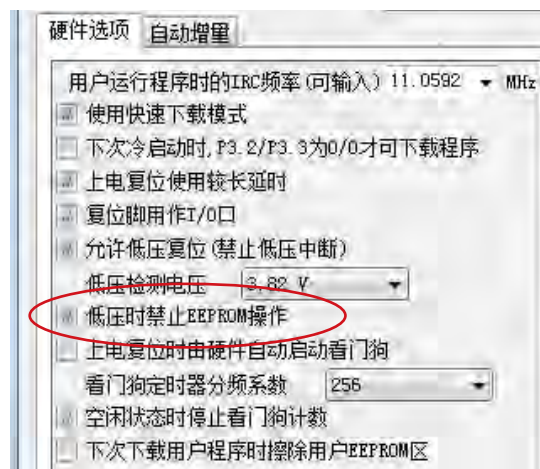 硬件选项 自动增量
用户运行程序时的IRC频率(可输入) 11.0592 MHz
使用快速下载模式
下次冷启动时,P3.2/P3.3为0/0才可下载程序
上电复位使用较长延时
复位脚用作I/O口
允许低压复位(禁止低压中断)
低压检测电压 3.82 V
低压时禁止EEPROM操作
上电复位时由硬件自动启动看门狗
看门狗定时器分频系数 256
空闲状态时停止看门狗计数
下次下载用户程序时擦除用户EEPROM区